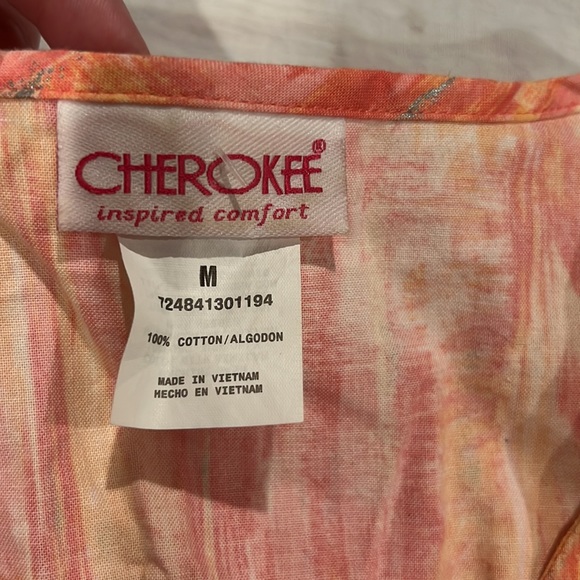 CHEROKEE®
inspired comfort
M
724841301194
100% COTTON/ALGODON
MADE IN VIETNAM
HECHO EN VIETNAM